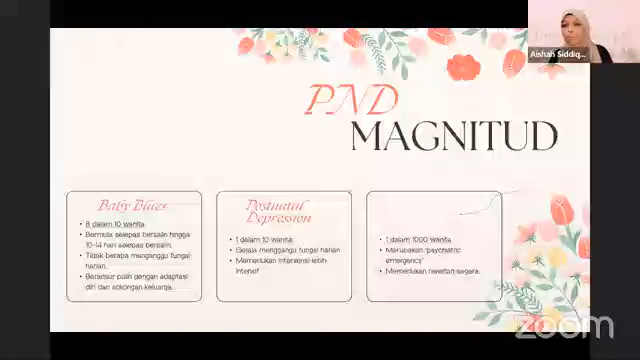 Aishah Siddiq...
PND
MAGNITUD
Baby Blues
• 8 dalam 10 wanita
• Bermula selepas bersalin hingga
10-14 hari selepas bersalin.
• Tidak berapa menganggu fungsi
harian.
• Beransur pulih dengan adaptasi
diri dan sokongan keluarga.
Postnatal
Depression
• 1 dalam 10 wanita
• Gejala menggangu fungsi harian
• Memerlukan intervensi lebih
intensif
• 1 dalam 1000 wanita
• Merupakan "psychiatric
emergency"
• Memerlukan rawatan segera.
zoom